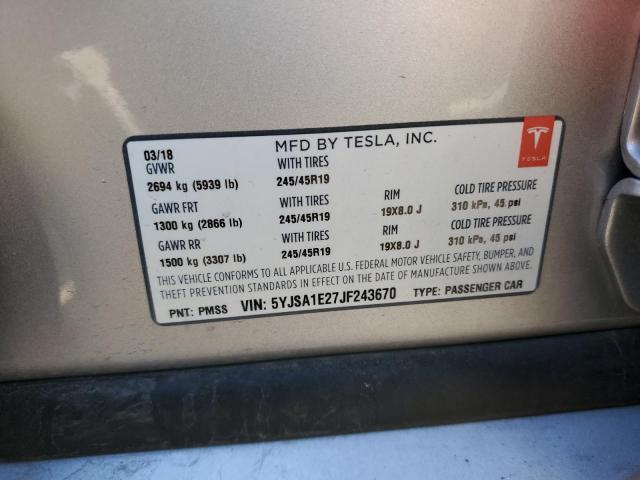 MFD BY TESLA, INC.
TESLA
03/18
GVWR WITH TIRES
2694 kg (5939 lb) 245/45R19
GAWR FRT WITH TIRES RIM COLD TIRE PRESSURE
1300 kg (2866 lb) 245/45R19 19X8.0 J 310 kPa, 45 psi
GAWR RR WITH TIRES RIM COLD TIRE PRESSURE
1500 kg (3307 lb) 245/45R19 19X8.0 J 310 kPa, 45 psi
THIS VEHICLE CONFORMS TO ALL APPLICABLE U.S. FEDERAL MOTOR VEHICLE SAFETY, BUMPER, AND
THEFT PREVENTION STANDARDS IN EFFECT ON THE DATE OF MANUFACTURE SHOWN ABOVE.
PNT: PMSS VIN: 5YJSA1E27JF243670 TYPE: PASSENGER CAR